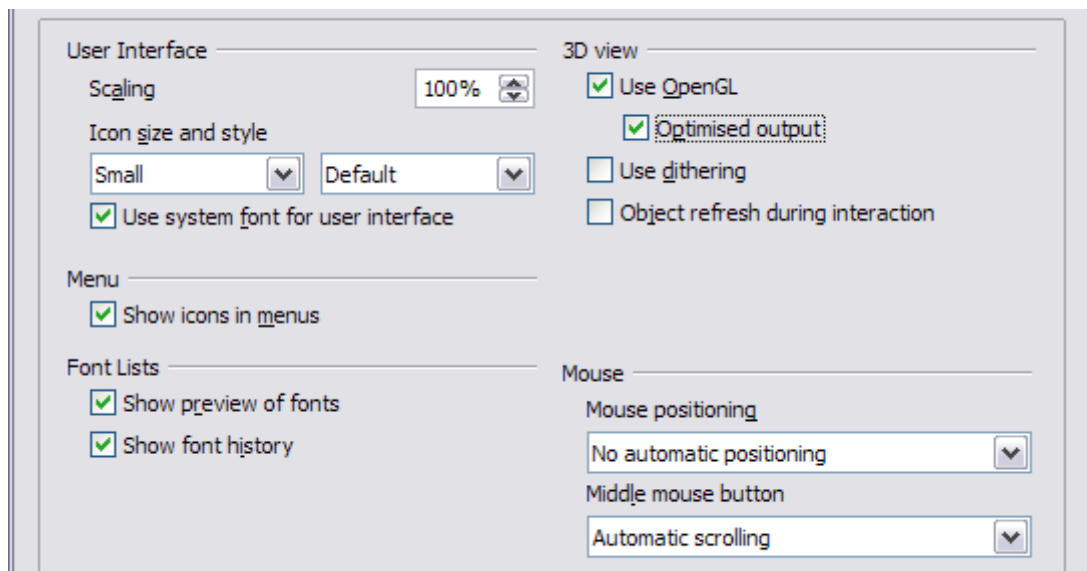 User Interface
Scaling
100%
Icon size and style
Small
Default
Use system font for user interface
Menu
Show icons in menus
Font Lists
Show preview of fonts
Show font history
3D view
Use OpenGL
Optimised output
Use dithering
Object refresh during interaction
Mouse
Mouse positioning
No automatic positioning
Middle mouse button
Automatic scrolling